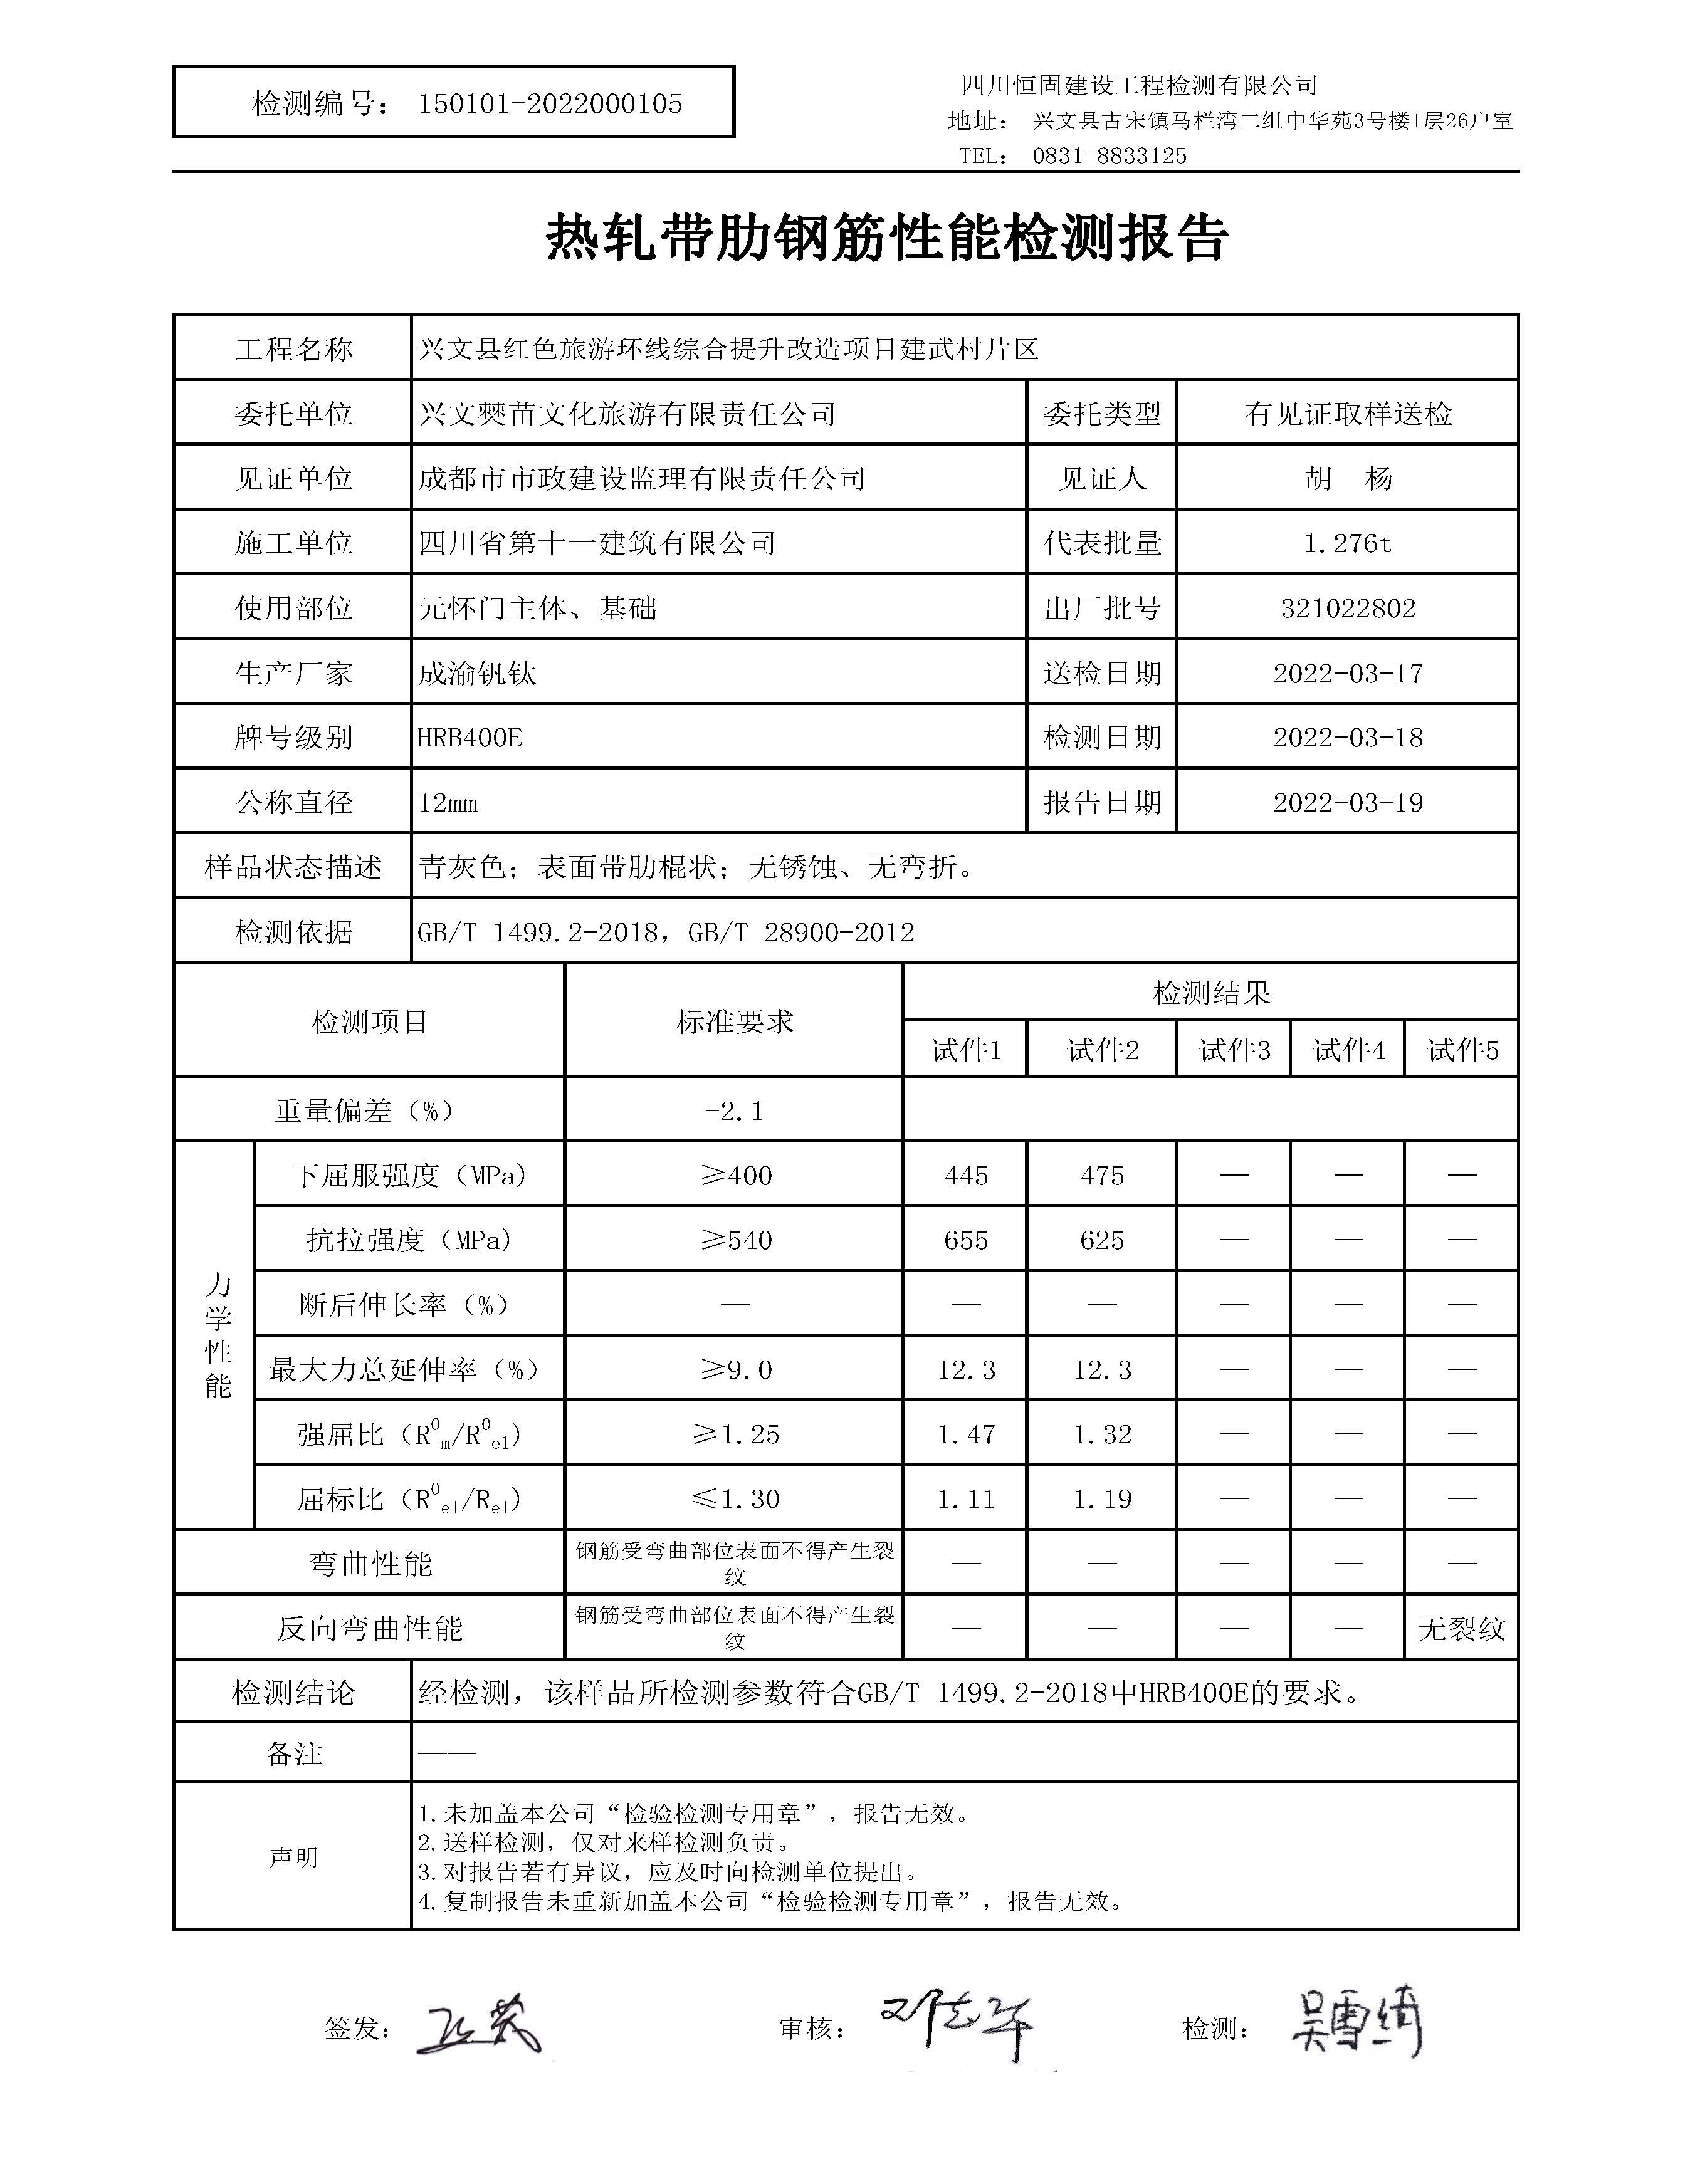 检测编号： 150101-2022000105
四川恒固建设工程检测有限公司
地址： 兴文县古宋镇马栏湾二组中华苑3号楼1层26户室
TEL： 0831-8833125
热轧带肋钢筋性能检测报告
工程名称 兴文县红色旅游环线综合提升改造项目建武村片区
委托单位 兴文僰苗文化旅游有限责任公司 委托类型 有见证取样送检
见证单位 成都市市政建设监理有限责任公司 见证人 胡 杨
施工单位 四川省第十一建筑有限公司 代表批量 1.276t
使用部位 元怀门主体、基础 出厂批号 321022802
生产厂家 成渝钒钛 送检日期 2022-03-17
牌号级别 HRB400E 检测日期 2022-03-18
公称直径 12mm 报告日期 2022-03-19
样品状态描述 青灰色；表面带肋棍状；无锈蚀、无弯折。
检测依据 GB/T 1499.2-2018，GB/T 28900-2012
检测项目 标准要求 检测结果
试件1 试件2 试件3 试件4 试件5
重量偏差（%） -2.1
力学性能
下屈服强度（MPa） ≥400 445 475 — — —
抗拉强度（MPa） ≥540 655 625 — — —
断后伸长率（%） — — — — — —
最大力总延伸率（%） ≥9.0 12.3 12.3 — — —
强屈比（R⁰m/R⁰el） ≥1.25 1.47 1.32 — — —
屈标比（R⁰el/Rel） ≤1.30 1.11 1.19 — — —
弯曲性能 钢筋受弯曲部位表面不得产生裂纹 — — — — —
反向弯曲性能 钢筋受弯曲部位表面不得产生裂纹 — — — — 无裂纹
检测结论 经检测，该样品所检测参数符合GB/T 1499.2-2018中HRB400E的要求。
备注 ——
声明
1.未加盖本公司“检验检测专用章”，报告无效。
2.送样检测，仅对来样检测负责。
3.对报告若有异议，应及时向检测单位提出。
4.复制报告未重新加盖本公司“检验检测专用章”，报告无效。
签发： 审核： 检测： 吴雪绮